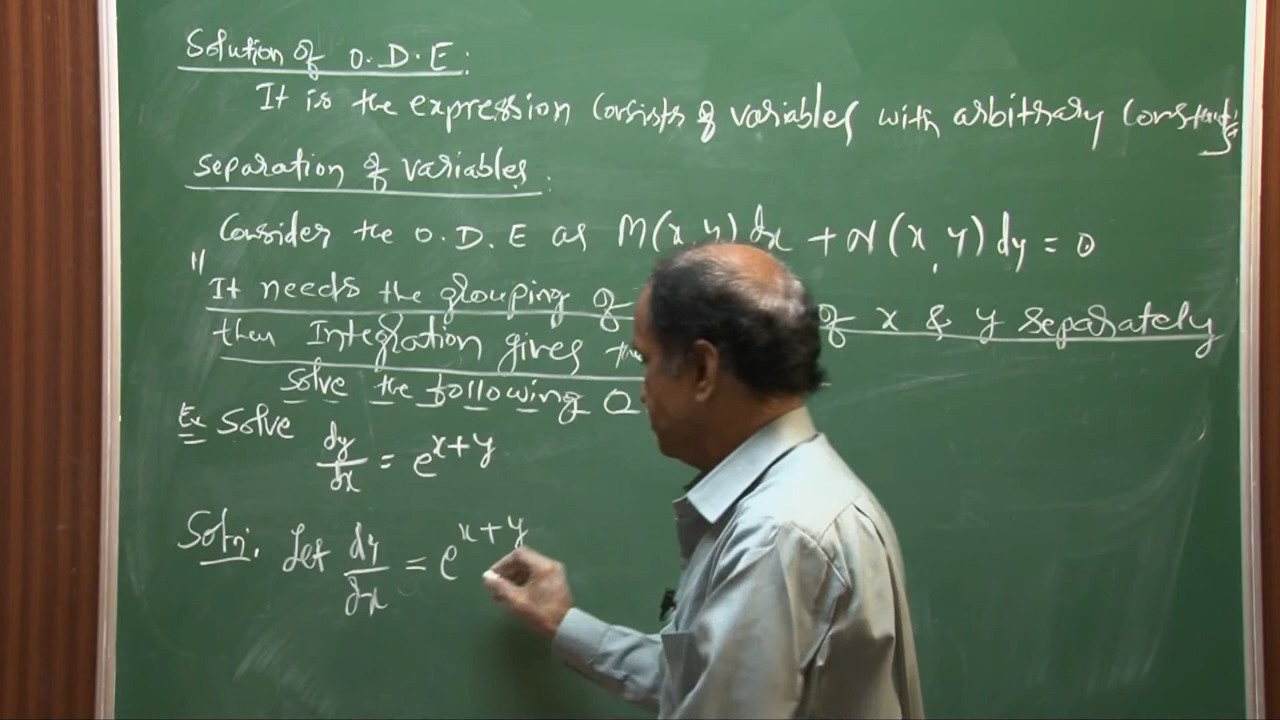 Solution of O.D.E:
It is the expression consists of variables with arbitrary
Separation of variables:
Consider the O.D.E as M(x,y)dx + N(x,y)dy = 0
"It needs the grouping of of x & y separately
then Integration gives
Solve the following
Ex Solve dy/dx = e^{x+y}
Soln: Let dy/dx = e^{x+y}